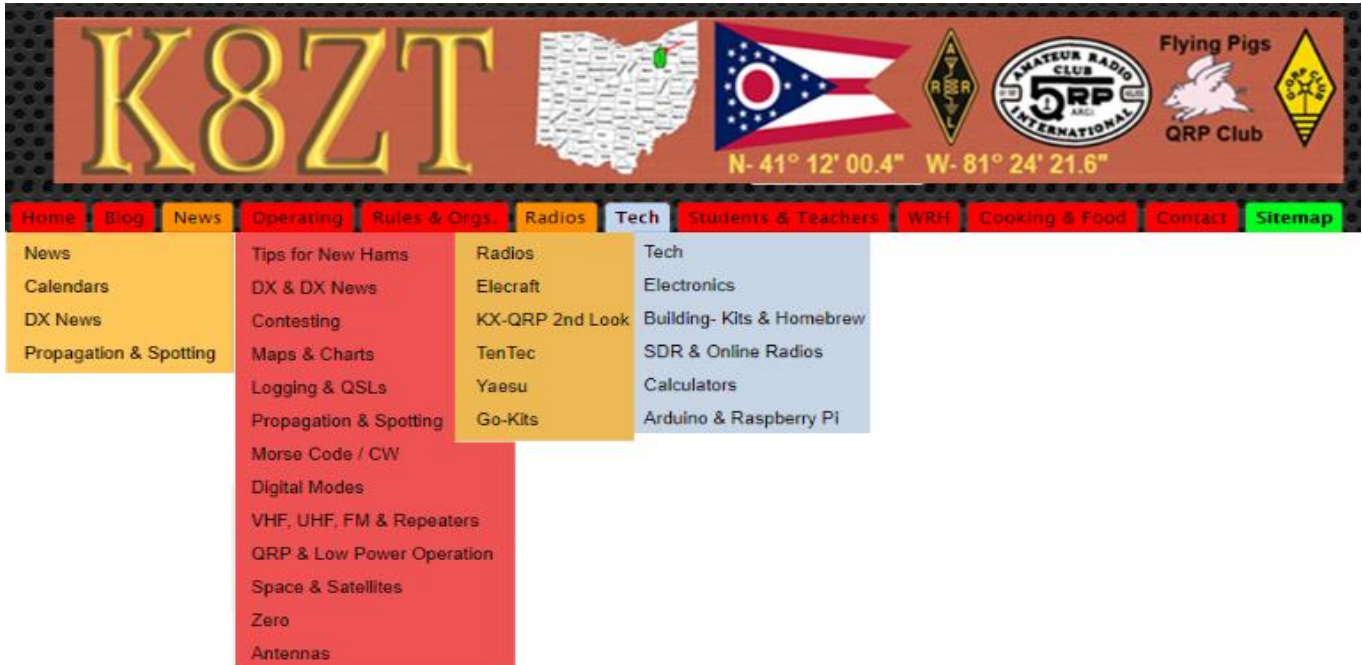 K8ZT
N- 41° 12' 00.4" W- 81° 24' 21.6"
ARRL
AMATEUR RADIO
CLUB
QRP
ARCI
INTERNATIONAL
Flying Pigs
QRP Club
G-QRP CLUB
Home Blog News Operating Rules & Orgs. Radios Tech Students & Teachers WRH Cooking & Food Contact Sitemap
News
Calendars
DX News
Propagation & Spotting
Tips for New Hams
DX & DX News
Contesting
Maps & Charts
Logging & QSLs
Propagation & Spotting
Morse Code / CW
Digital Modes
VHF, UHF, FM & Repeaters
QRP & Low Power Operation
Space & Satellites
Zero
Antennas
Radios
Elecraft
KX-QRP 2nd Look
TenTec
Yaesu
Go-Kits
Tech
Electronics
Building- Kits & Homebrew
SDR & Online Radios
Calculators
Arduino & Raspberry Pi